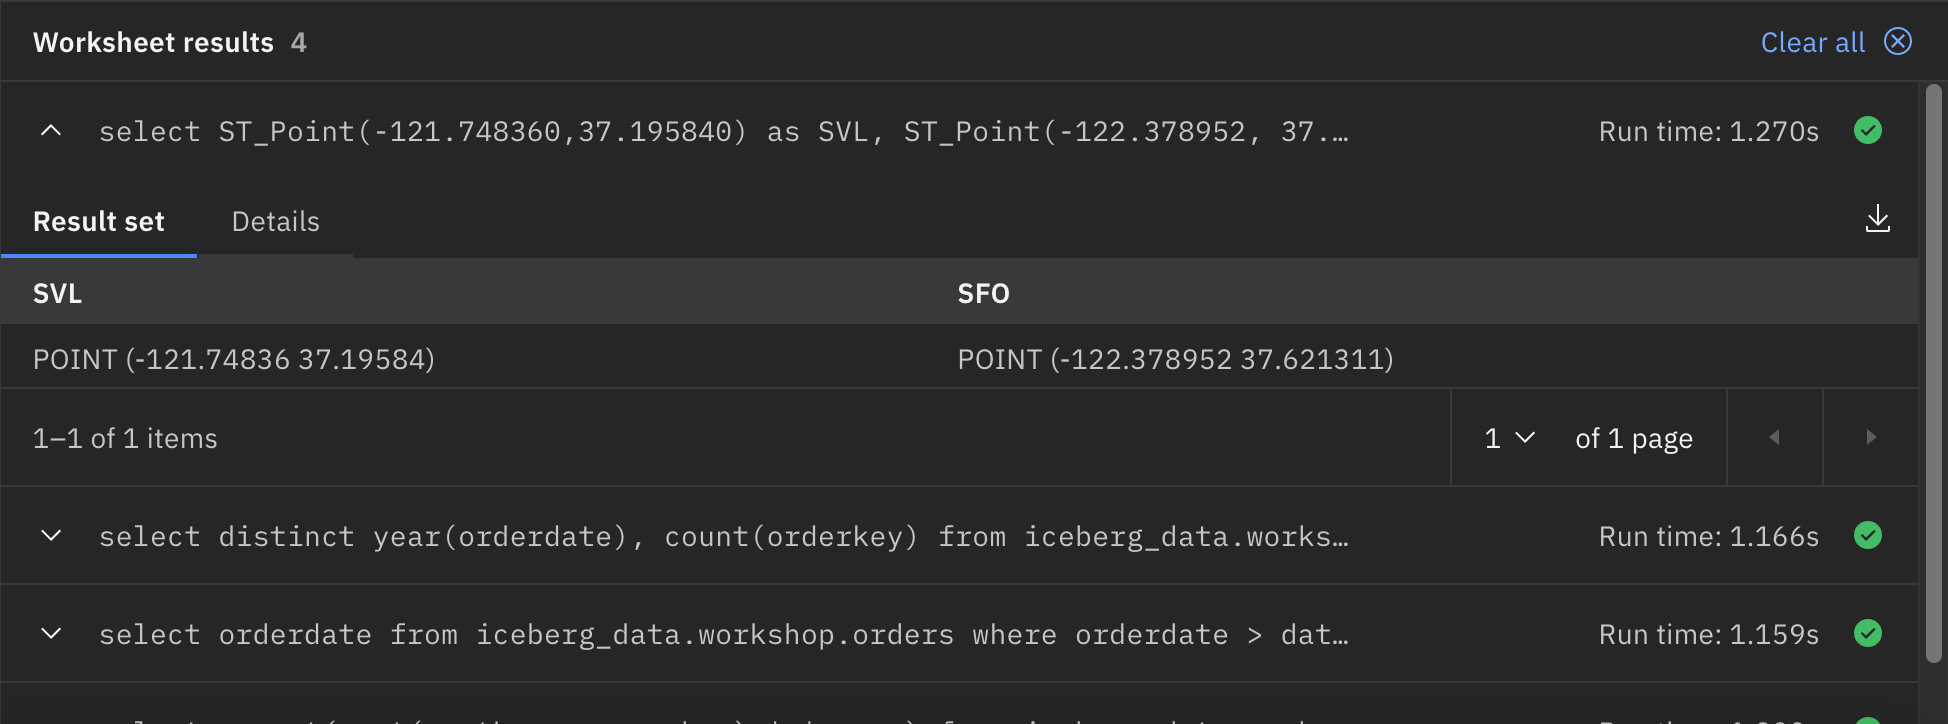 Worksheet results 4 Clear all
select ST_Point(-121.748360,37.195840) as SVL, ST_Point(-122.378952, 37.… Run time: 1.270s
Result set Details
SVL SFO
POINT (-121.74836 37.19584) POINT (-122.378952 37.621311)
1–1 of 1 items 1 of 1 page
select distinct year(orderdate), count(orderkey) from iceberg_data.works… Run time: 1.166s
select orderdate from iceberg_data.workshop.orders where orderdate > dat… Run time: 1.159s